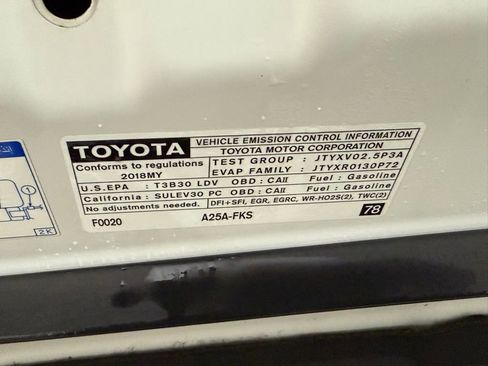 TOYOTA
VEHICLE EMISSION CONTROL INFORMATION
TOYOTA MOTOR CORPORATION
Conforms to regulations
2018MY
TEST GROUP : JTYXV02.5P3A
EVAP FAMILY : JTYXR0130P72
U.S.EPA : T3B30 LDV OBD : CAII Fuel : Gasoline
California : SULEV30 PC OBD : CAII Fuel : Gasoline
No adjustments needed. DFI+SFI, EGR, EGRC, WR-HO2S(2), TWC(2)
F0020 A25A-FKS 78
2K